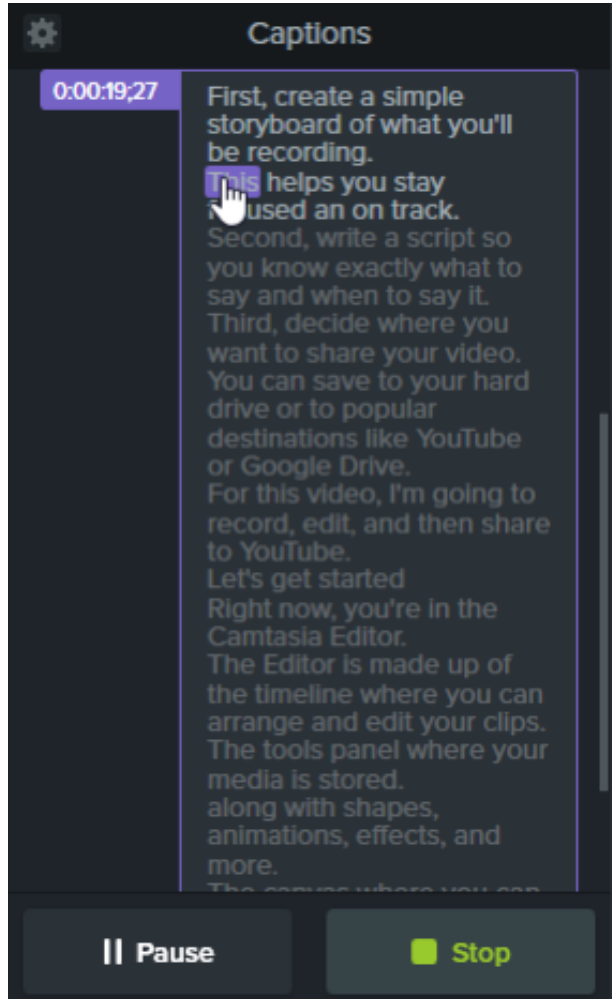 Captions
0:00:19;27
First, create a simple
storyboard of what you'll
be recording.
This helps you stay
used an on track.
Second, write a script so
you know exactly what to
say and when to say it.
Third, decide where you
want to share your video.
You can save to your hard
drive or to popular
destinations like YouTube
or Google Drive.
For this video, I'm going to
record, edit, and then share
to YouTube.
Let's get started
Right now, you're in the
Camtasia Editor.
The Editor is made up of
the timeline where you can
arrange and edit your clips.
The tools panel where your
media is stored.
along with shapes,
animations, effects, and
more.
The canvas where you can
Pause
Stop